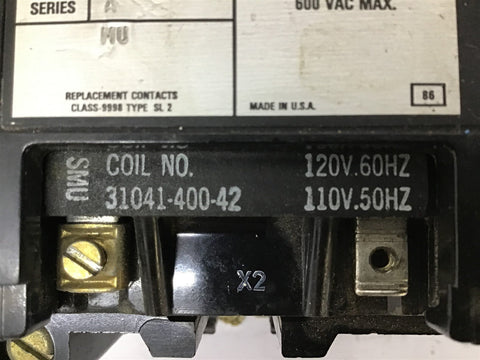 SERIES A
600 VAC MAX.
MU
REPLACEMENT CONTACTS
CLASS-9998 TYPE SL 2
MADE IN U.S.A.
86
SMU
COIL NO. 120V.60HZ
31041-400-42 110V.50HZ
X2